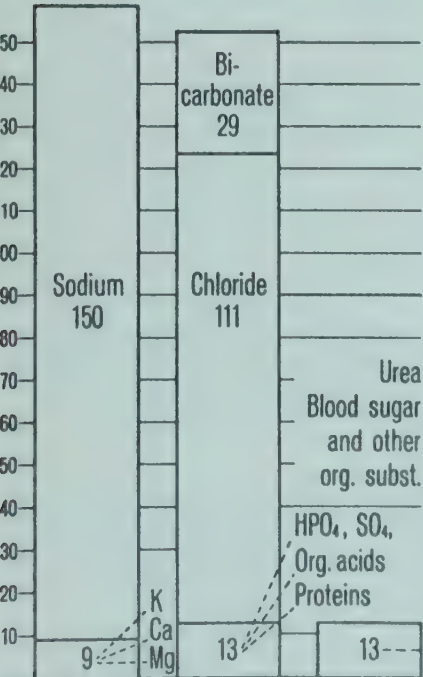 50
40
30
20
10
00
90
80
70
60
50
40
30
20
10
Sodium
150
9
K
Ca
Mg
Bi-
carbonate
29
Chloride
111
13
Urea
Blood sugar
and other
org. subst.
HPO₄, SO₄,
Org. acids
Proteins
13